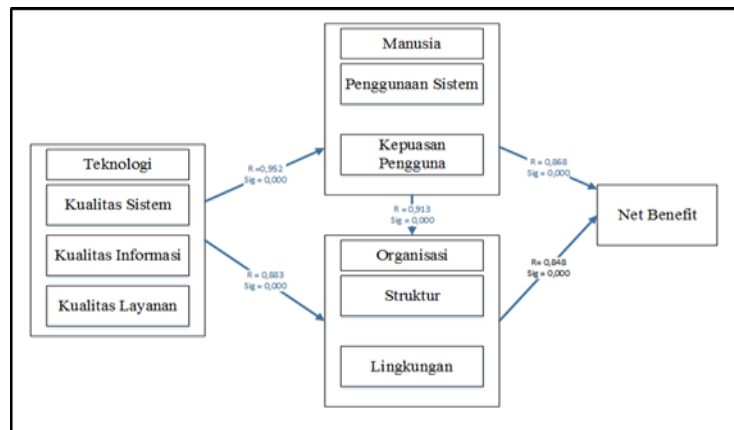 Manusia
Penggunaan Sistem
Kepuasan
Pengguna
Teknologi
Kualitas Sistem
Kualitas Informasi
Kualitas Layanan
R =0,952
Sig = 0,000
R = 0,868
Sig = 0,000
R = 0,913
Sig = 0,000
Net Benefit
Organisasi
Struktur
Lingkungan
R = 0,883
Sig = 0,000
R= 0,848
Sig = 0,000